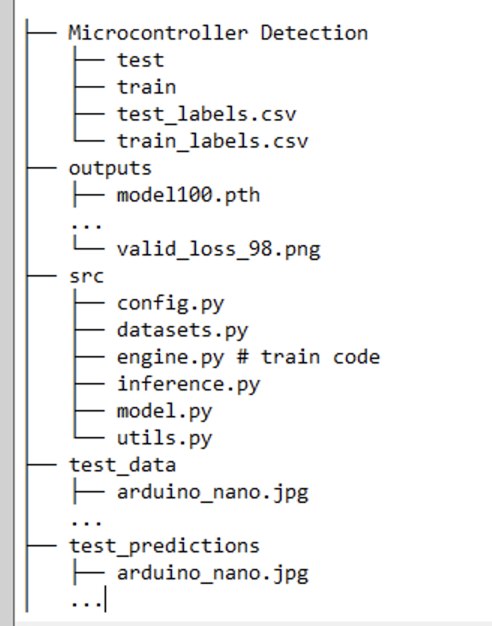 ├── Microcontroller Detection
│   ├── test
│   ├── train
│   ├── test_labels.csv
│   └── train_labels.csv
├── outputs
│   ├── model100.pth
│   ...
│   └── valid_loss_98.png
├── src
│   ├── config.py
│   ├── datasets.py
│   ├── engine.py # train code
│   ├── inference.py
│   ├── model.py
│   └── utils.py
├── test_data
│   ├── arduino_nano.jpg
│   ...
├── test_predictions
│   ├── arduino_nano.jpg
│   ...